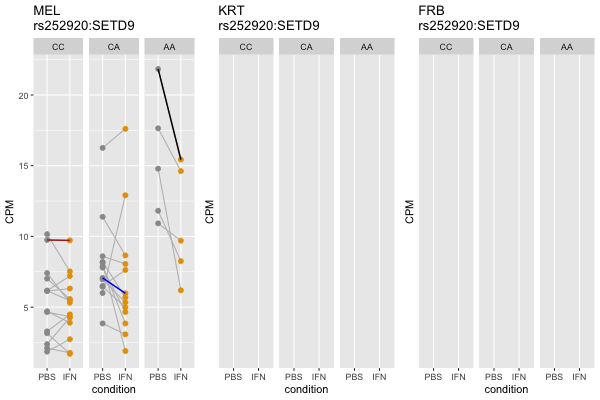 MEL
rs252920:SETD9
KRT
rs252920:SETD9
FRB
rs252920:SETD9
CC CA AA
CC CA AA
CC CA AA
20
15
10
5
CPM
CPM
CPM
PBS IFN PBS IFN PBS IFN
PBS IFN PBS IFN PBS IFN
PBS IFN PBS IFN PBS IFN
condition
condition
condition